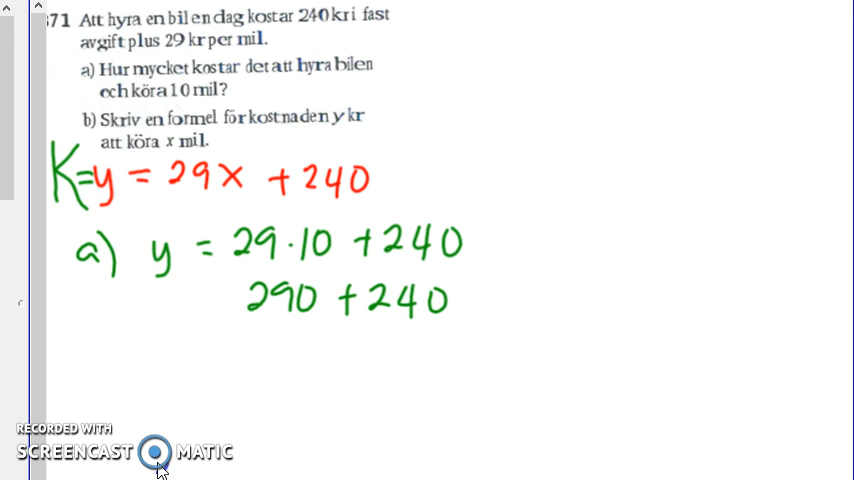 371 Att hyra en bil en dag kostar 240 kr i fast
avgift plus 29 kr per mil.
a) Hur mycket kostar det att hyra bilen
och köra 10 mil?
b) Skriv en formel för kostnaden y kr
att köra x mil.
K=y = 29x + 240
a) y = 29·10 + 240
290 + 240
RECORDED WITH
SCREENCAST MATIC